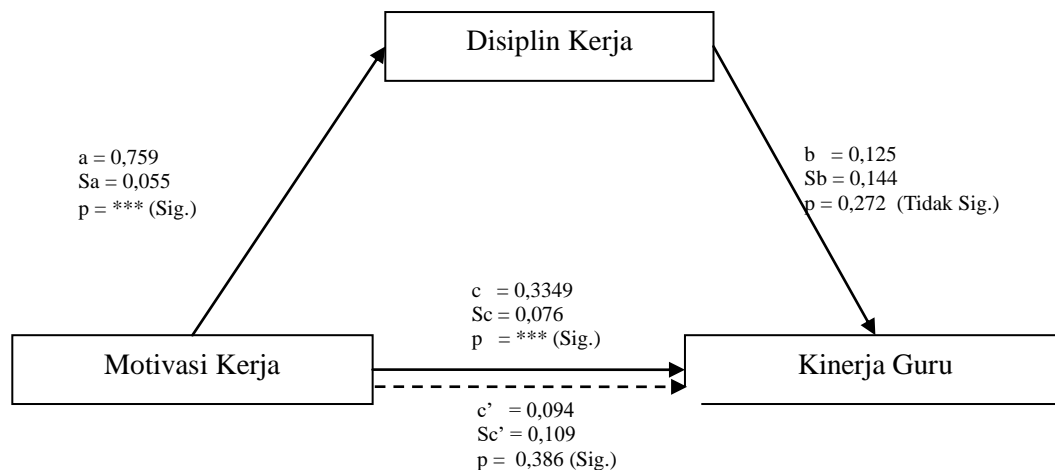 Disiplin Kerja
a = 0,759
Sa = 0,055
p = *** (Sig.)
b = 0,125
Sb = 0,144
p = 0,272 (Tidak Sig.)
c = 0,3349
Sc = 0,076
p = *** (Sig.)
Motivasi Kerja
Kinerja Guru
c’ = 0,094
Sc’ = 0,109
p = 0,386 (Sig.)